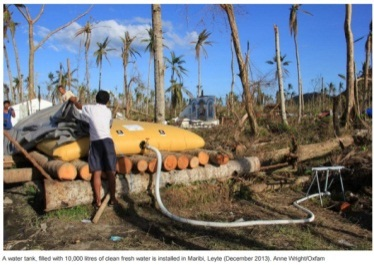 A water tank, filled with 10,000 litres of clean fresh water is installed in Maribi, Leyte (December 2013). Anne Wright/Oxfam